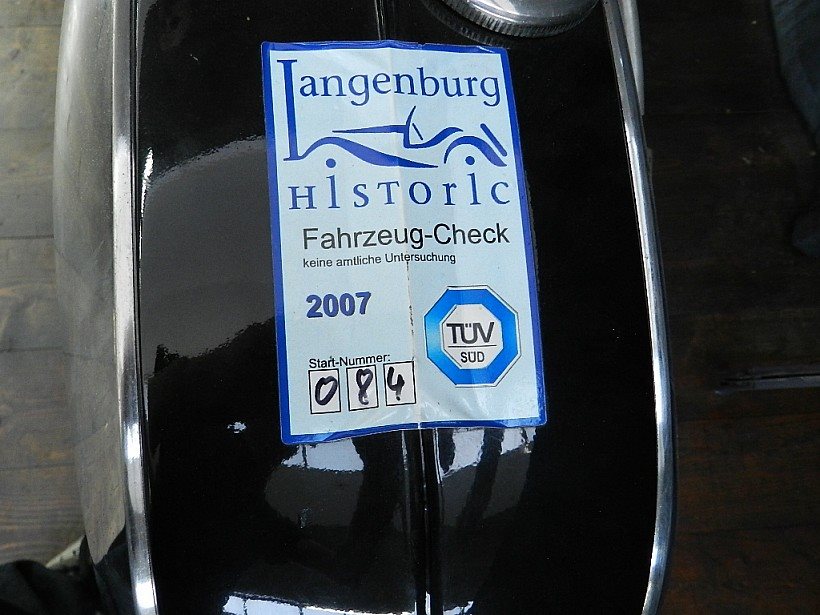 Langenburg
HiSTORiC
Fahrzeug-Check
keine amtliche Untersuchung
2007
TÜV
SÜD
Start-Nummer:
084